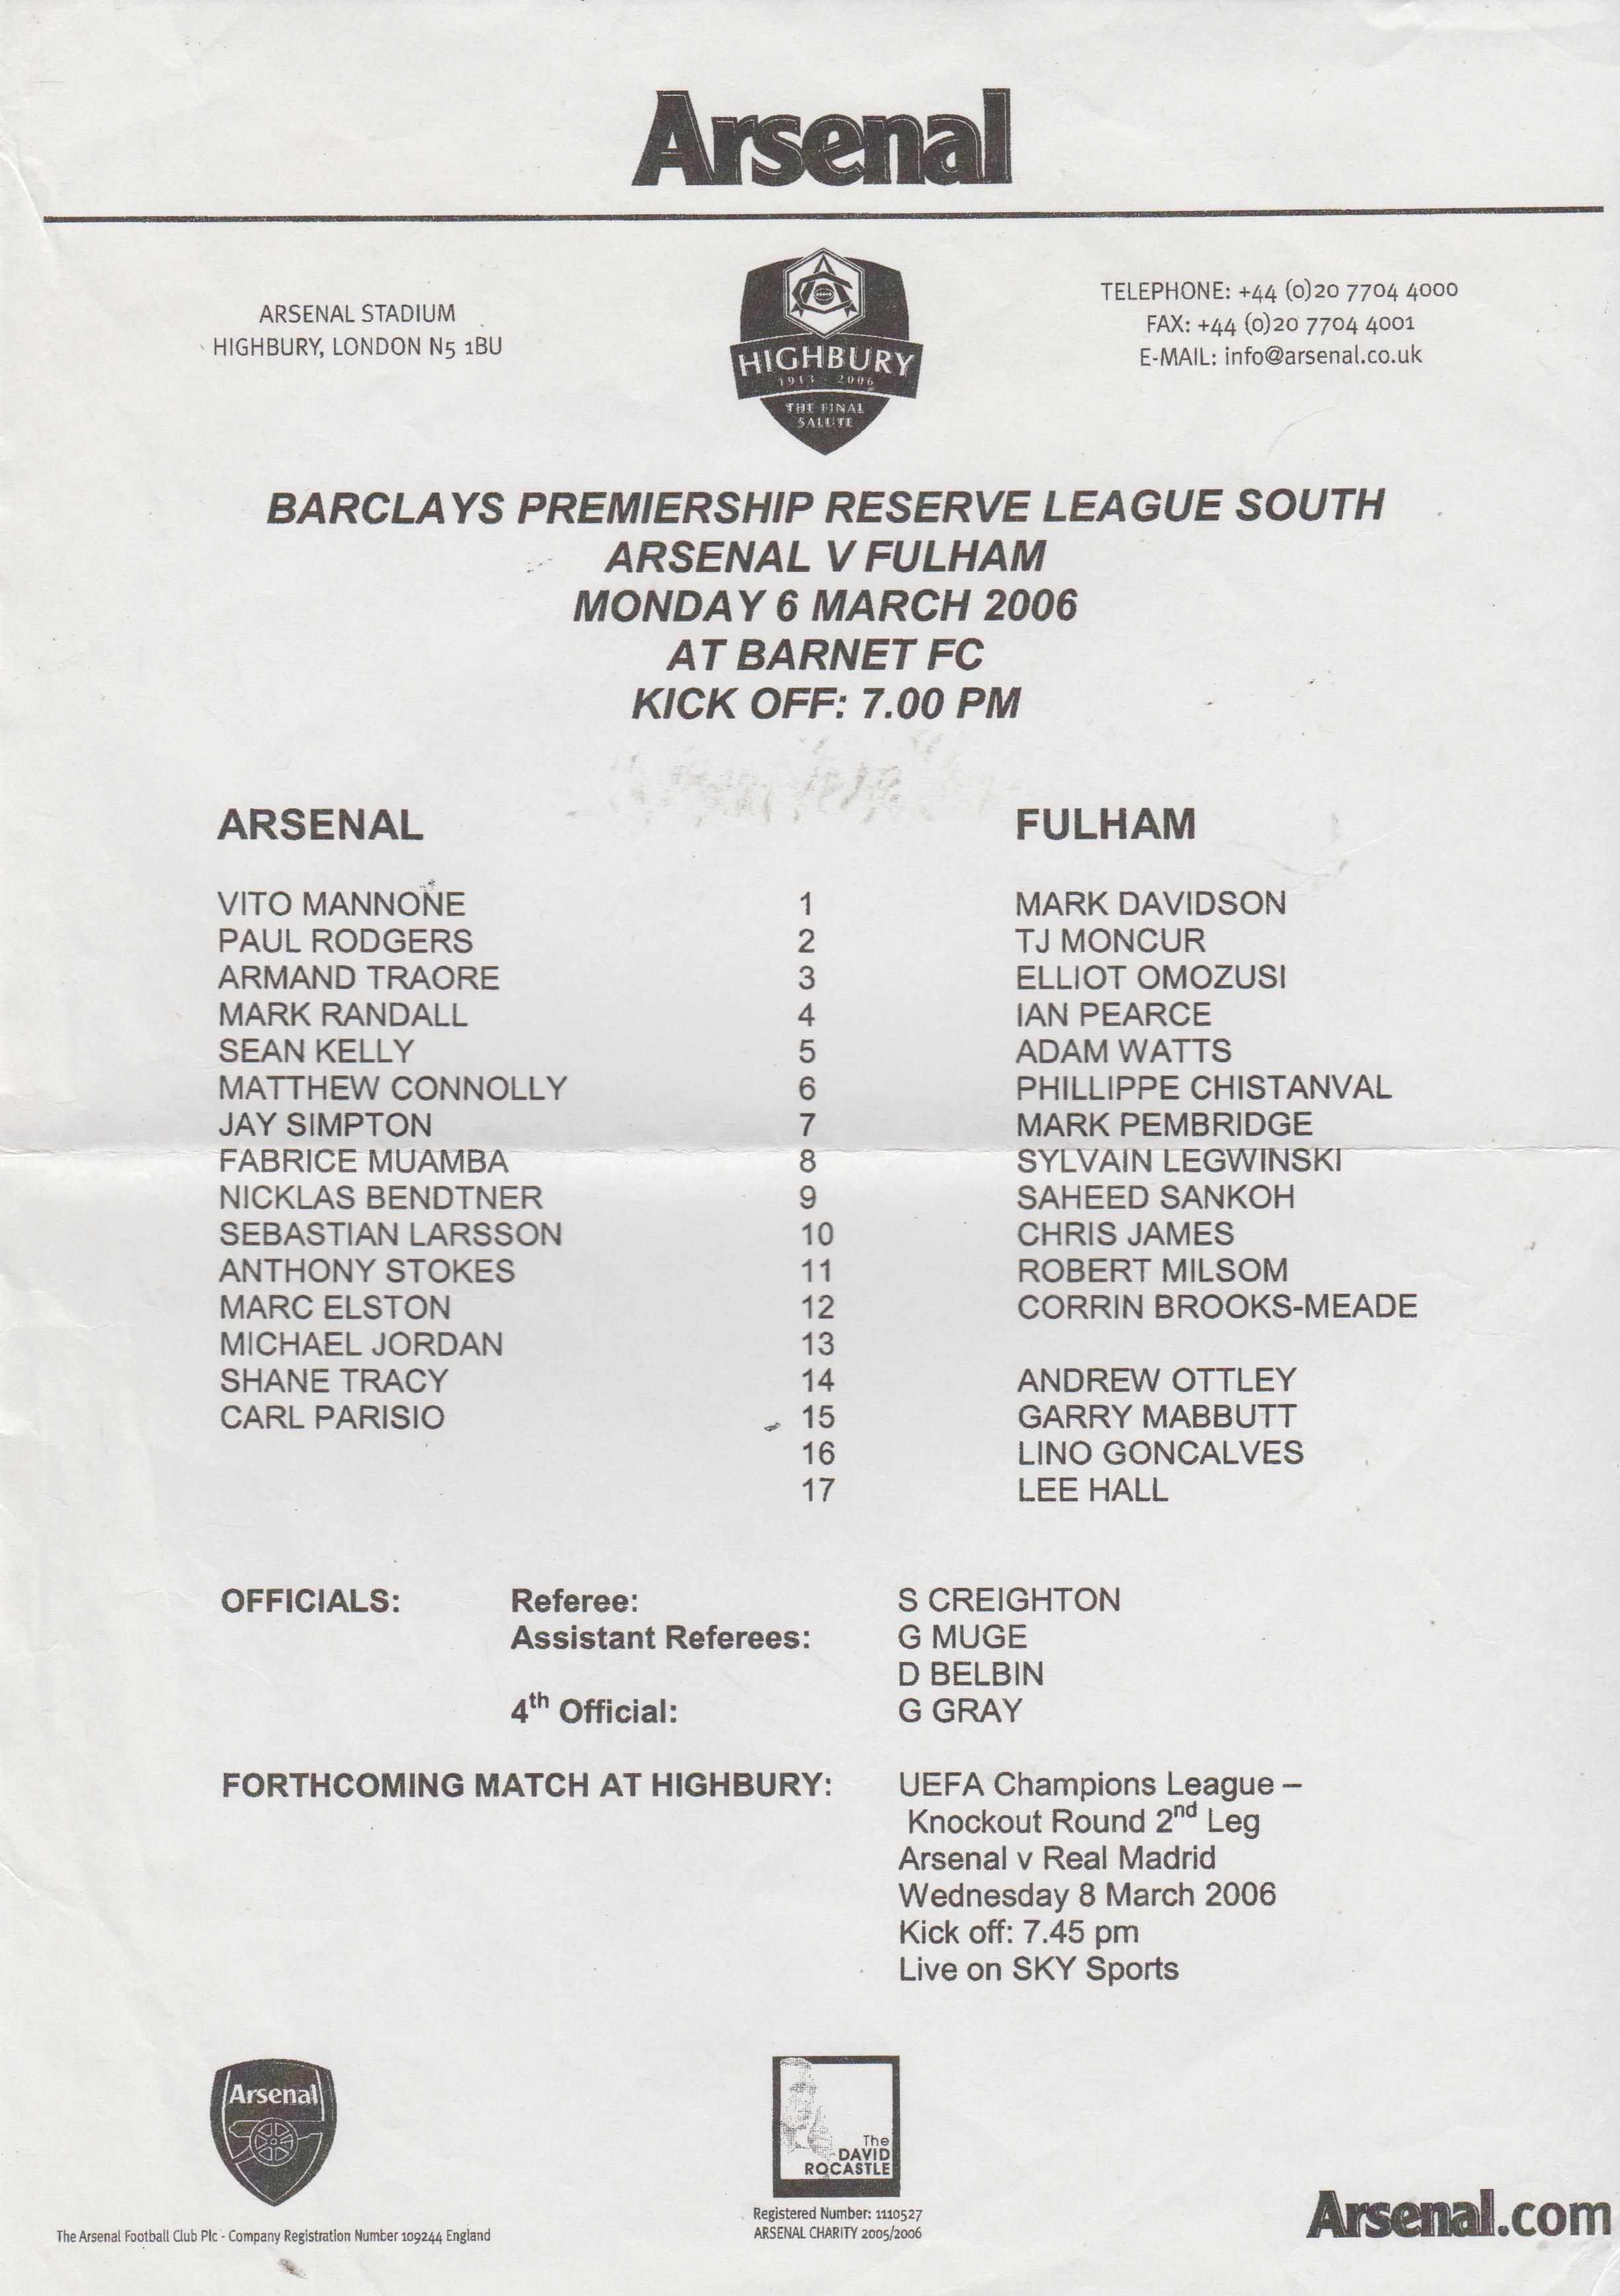 Arsenal
ARSENAL STADIUM
HIGHBURY, LONDON N5 1BU
HIGHBURY
1913 - 2006
THE FINAL
SALUTE
TELEPHONE: +44 (0)20 7704 4000
FAX: +44 (0)20 7704 4001
E-MAIL: info@arsenal.co.uk
BARCLAYS PREMIERSHIP RESERVE LEAGUE SOUTH
ARSENAL V FULHAM
MONDAY 6 MARCH 2006
AT BARNET FC
KICK OFF: 7.00 PM
ARSENAL FULHAM
VITO MANNONE 1 MARK DAVIDSON
PAUL RODGERS 2 TJ MONCUR
ARMAND TRAORE 3 ELLIOT OMOZUSI
MARK RANDALL 4 IAN PEARCE
SEAN KELLY 5 ADAM WATTS
MATTHEW CONNOLLY 6 PHILLIPPE CHISTANVAL
JAY SIMPTON 7 MARK PEMBRIDGE
FABRICE MUAMBA 8 SYLVAIN LEGWINSKI
NICKLAS BENDTNER 9 SAHEED SANKOH
SEBASTIAN LARSSON 10 CHRIS JAMES
ANTHONY STOKES 11 ROBERT MILSOM
MARC ELSTON 12 CORRIN BROOKS-MEADE
MICHAEL JORDAN 13
SHANE TRACY 14 ANDREW OTTLEY
CARL PARISIO 15 GARRY MABBUTT
16 LINO GONCALVES
17 LEE HALL
OFFICIALS: Referee: S CREIGHTON
Assistant Referees: G MUGE
D BELBIN
4th Official: G GRAY
FORTHCOMING MATCH AT HIGHBURY: UEFA Champions League –
Knockout Round 2nd Leg
Arsenal v Real Madrid
Wednesday 8 March 2006
Kick off: 7.45 pm
Live on SKY Sports
Arsenal
The Arsenal Football Club Plc - Company Registration Number 109244 England
The
DAVID
ROCASTLE
Registered Number: 1110527
ARSENAL CHARITY 2005/2006
Arsenal.com